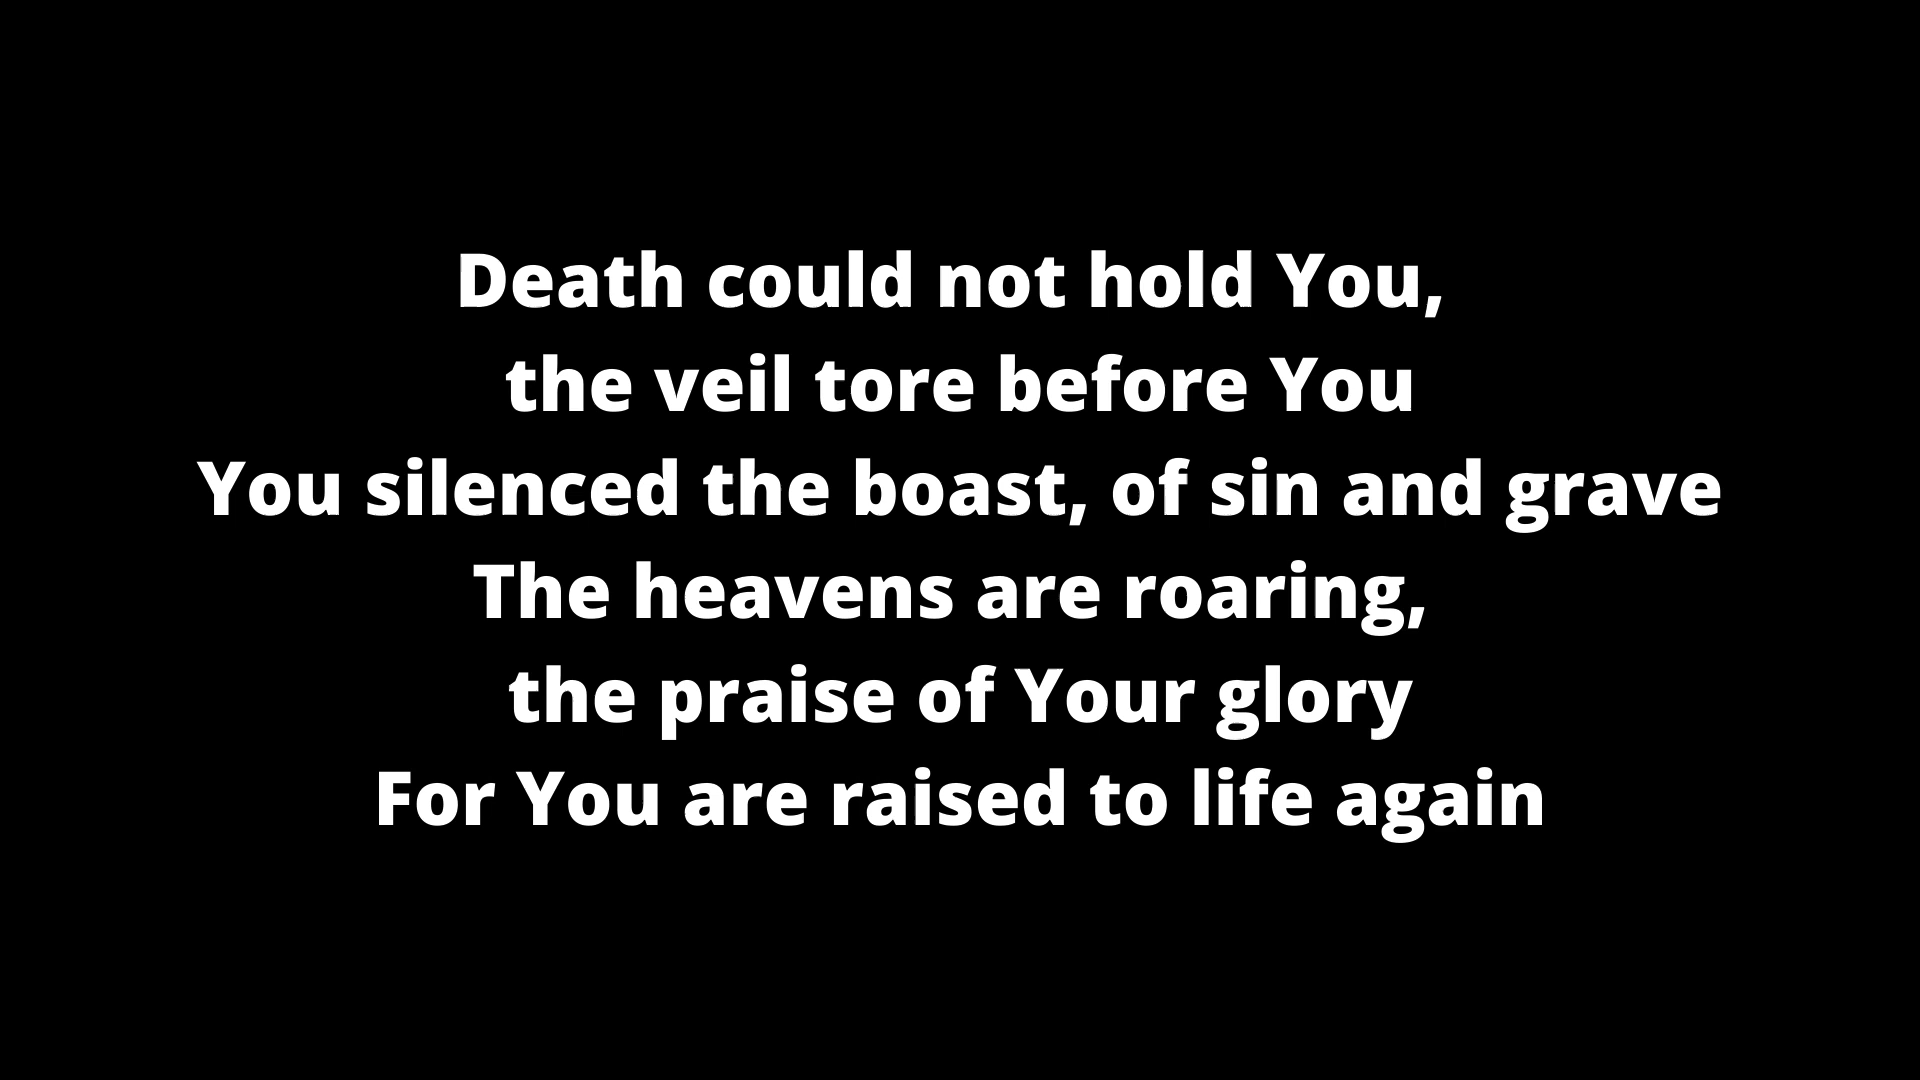 Death could not hold You,
the veil tore before You
You silenced the boast, of sin and grave
The heavens are roaring,
the praise of Your glory
For You are raised to life again